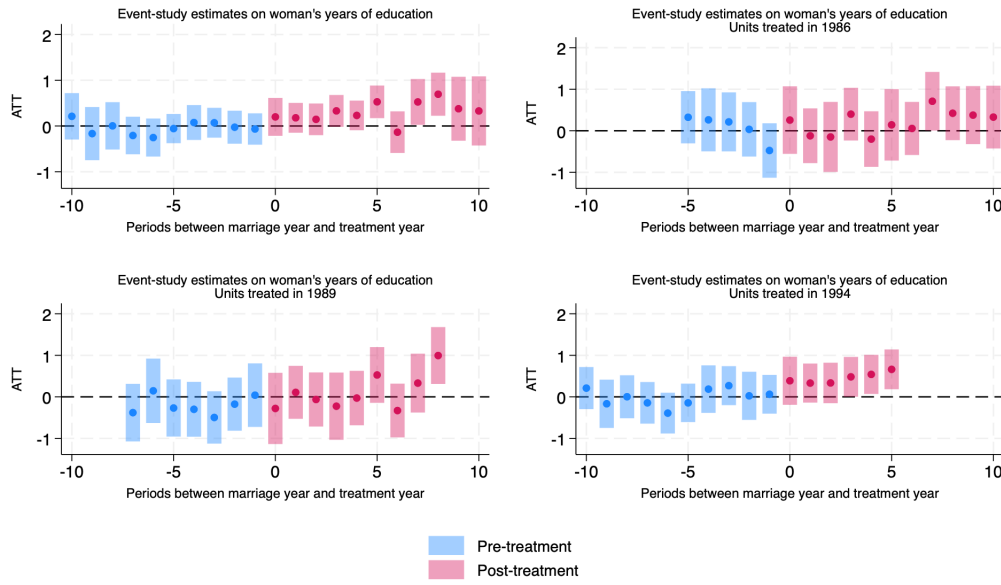 Event-study estimates on woman's years of education
2
1
0
-1
ATT
-10
-5
0
5
10
Periods between marriage year and treatment year
Event-study estimates on woman's years of education
Units treated in 1986
2
1
0
-1
ATT
-10
-5
0
5
10
Periods between marriage year and treatment year
Event-study estimates on woman's years of education
Units treated in 1989
2
1
0
-1
ATT
-10
-5
0
5
10
Periods between marriage year and treatment year
Event-study estimates on woman's years of education
Units treated in 1994
2
1
0
-1
ATT
-10
-5
0
5
10
Periods between marriage year and treatment year
Pre-treatment
Post-treatment